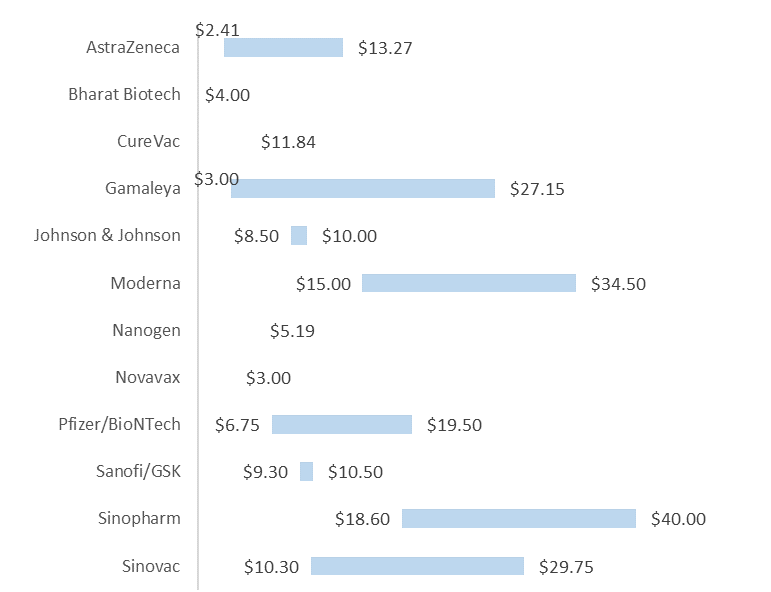 AstraZeneca $2.41 $13.27
Bharat Biotech $4.00
CureVac $11.84
Gamaleya $3.00 $27.15
Johnson & Johnson $8.50 $10.00
Moderna $15.00 $34.50
Nanogen $5.19
Novavax $3.00
Pfizer/BioNTech $6.75 $19.50
Sanofi/GSK $9.30 $10.50
Sinopharm $18.60 $40.00
Sinovac $10.30 $29.75